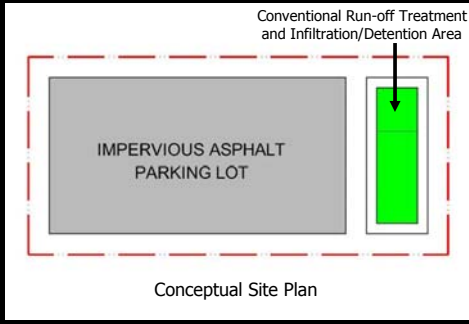 Conventional Run-off Treatment
and Infiltration/Detention Area
IMPERVIOUS ASPHALT
PARKING LOT
Conceptual Site Plan